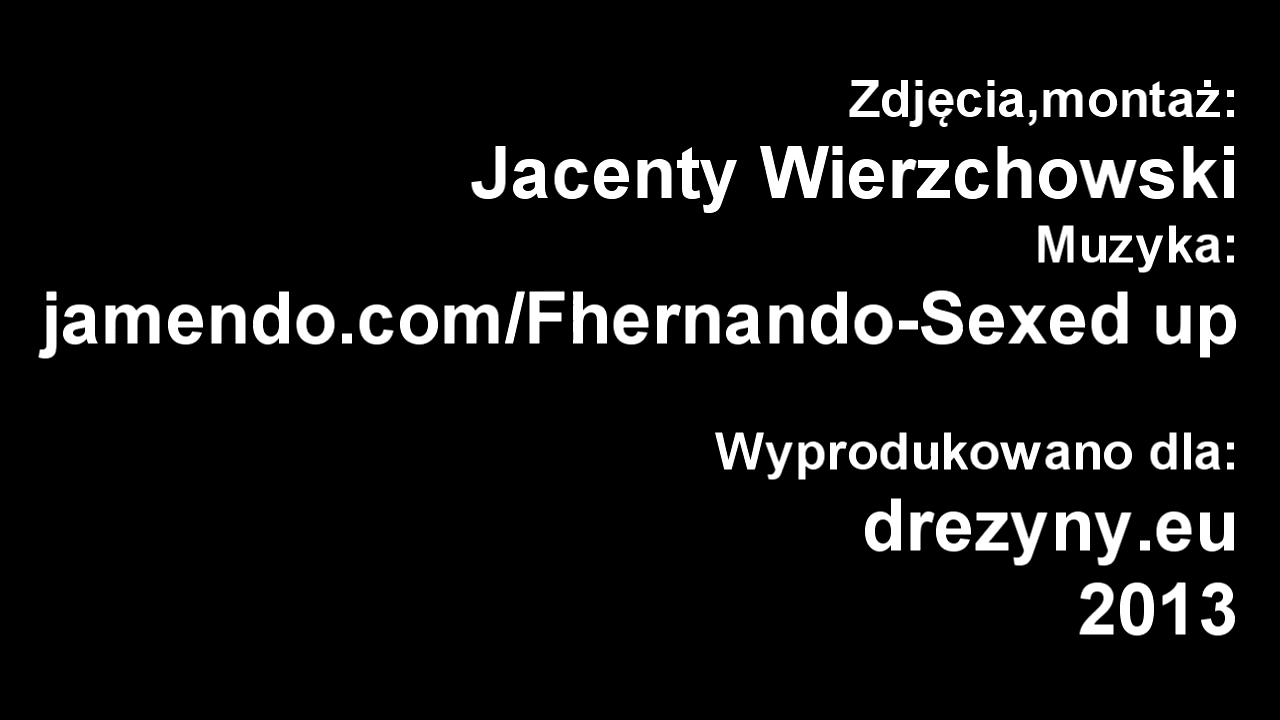 Zdjęcia,montaż:
Jacenty Wierzchowski
Muzyka:
jamendo.com/Fhernando-Sexed up
Wyprodukowano dla:
drezyny.eu
2013